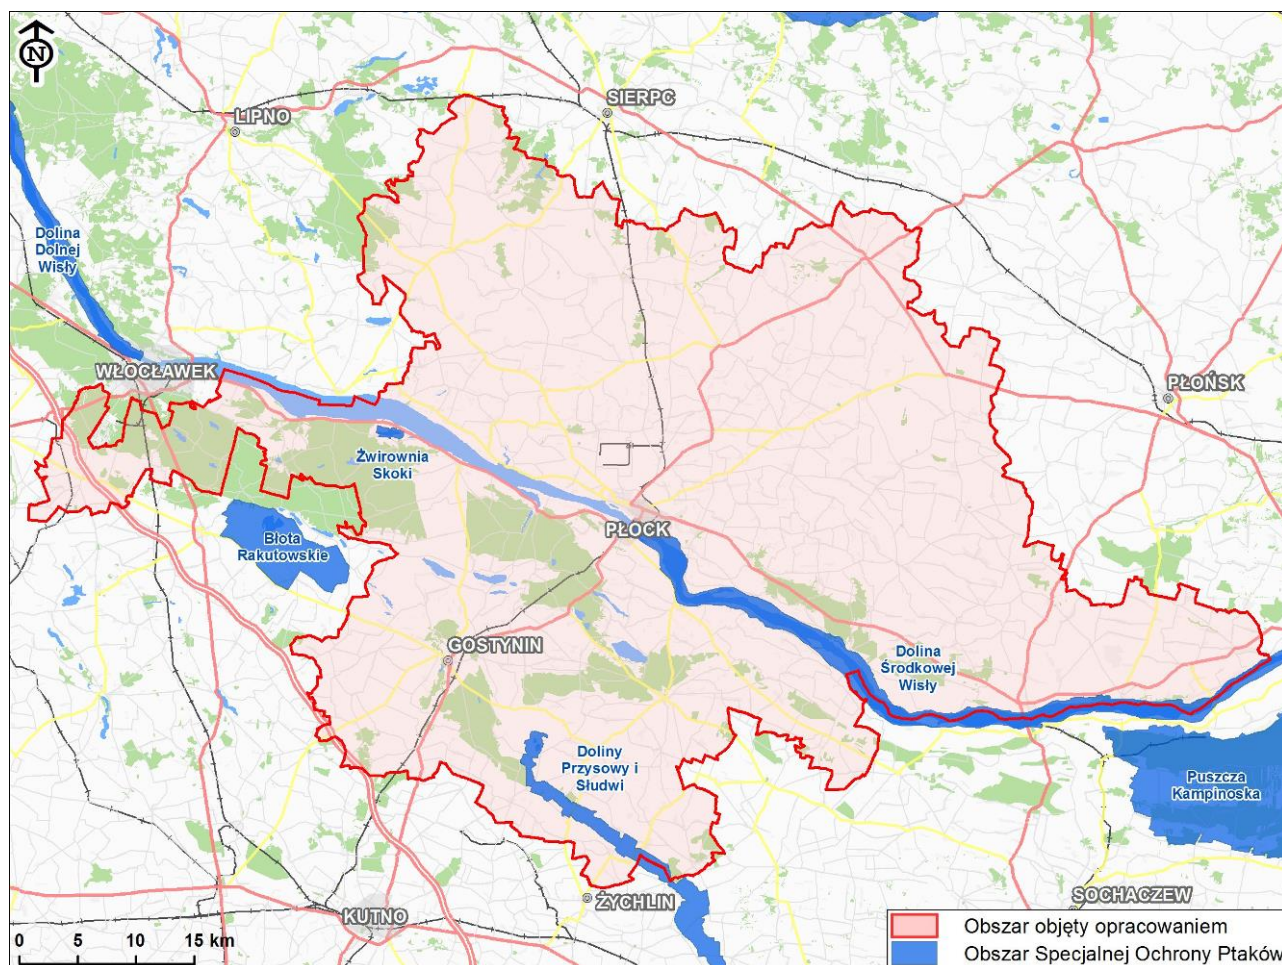 N
SIERPC
LIPNO
Dolina
Dolnej
Wisły
WŁOCŁAWEK
PŁOŃSK
Żwirownia
Skoki
PŁOCK
Błota
Rakutowskie
GOSTYNIN
Dolina
Środkowej
Wisły
Doliny
Przysowy i
Słudwi
Puszcza
Kampinoska
SOCHACZEW
ŻYCHLIN
KUTNO
0 5 10 15 km
Obszar objęty opracowaniem
Obszar Specjalnej Ochrony Ptaków